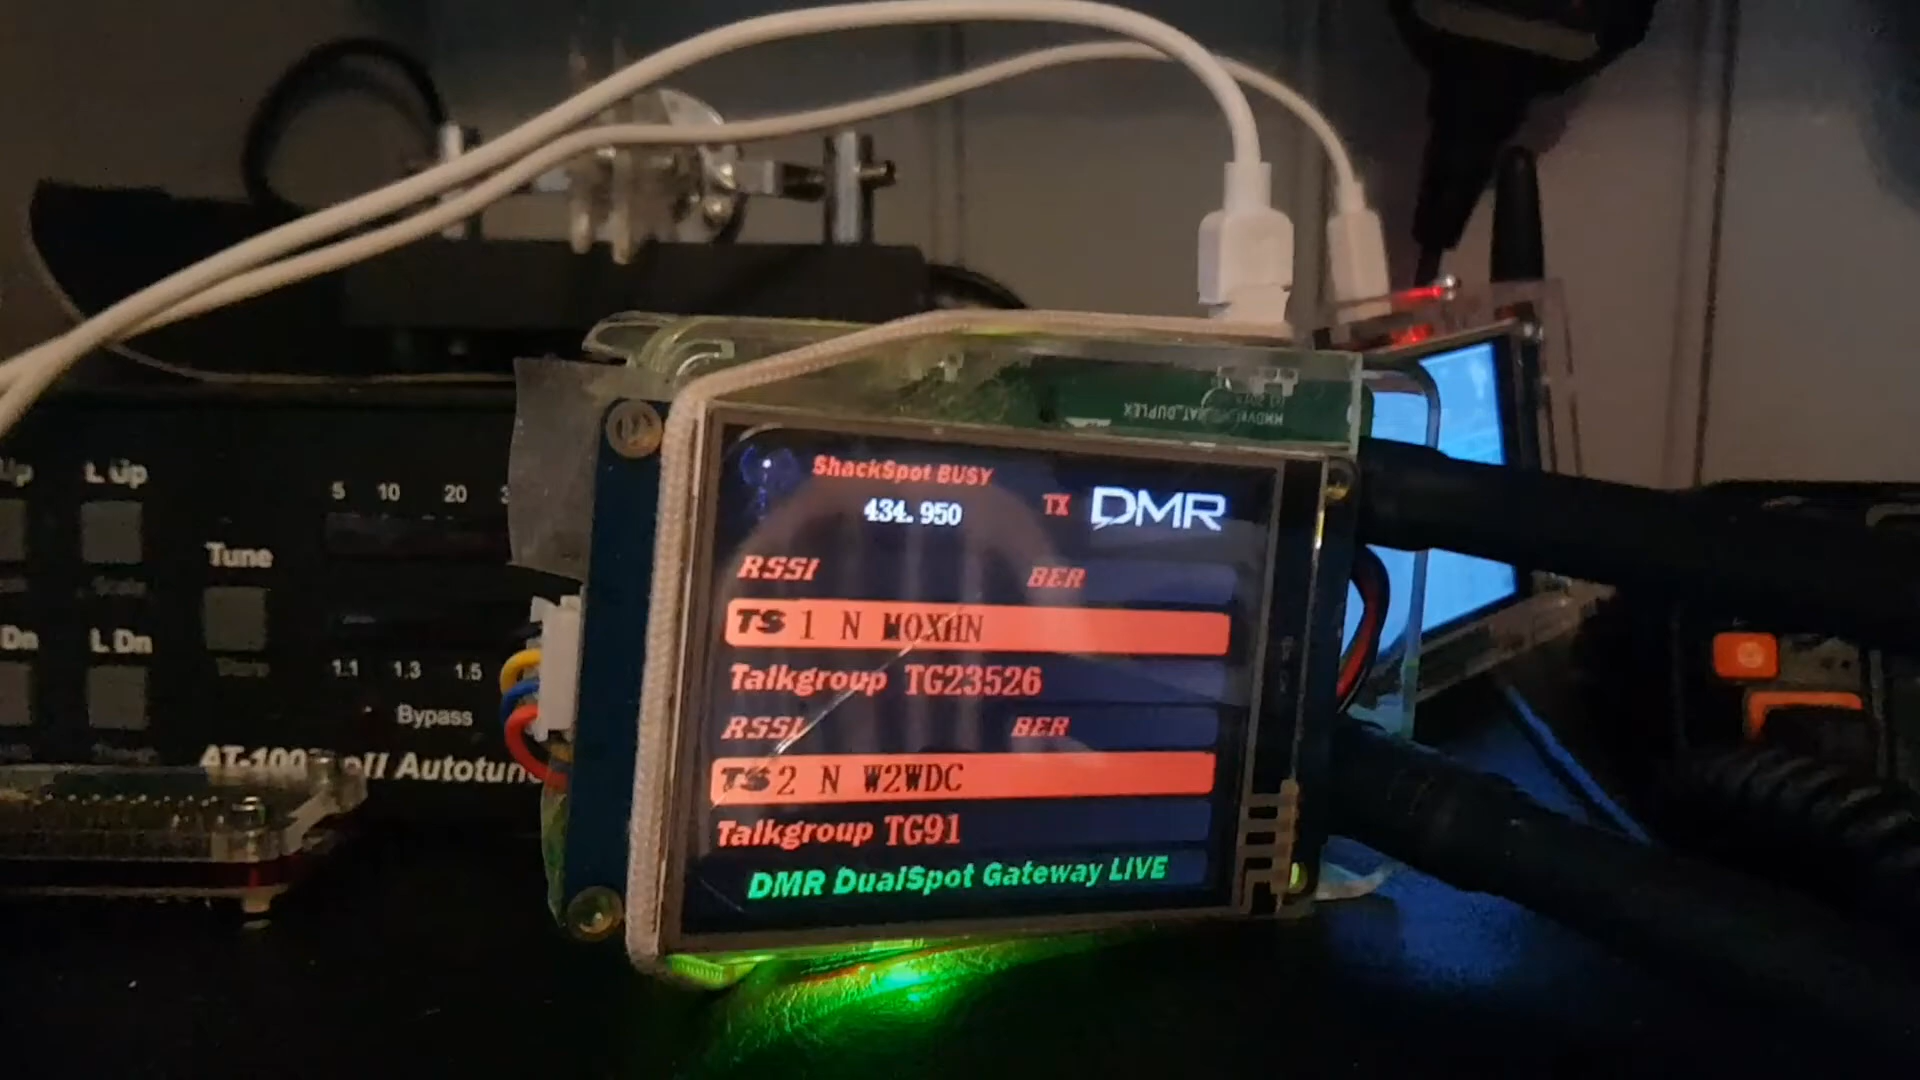 ShackSpot BUSY
434.950 TX DMR
RSSI BER
TS 1 N M0XHN
Talkgroup TG23526
RSSI BER
TS 2 N W2WDC
Talkgroup TG91
DMR DualSpot Gateway LIVE
MMDVM_HAT_DUPLEX
Up L Up
5 10 20
Tune
Dn L Dn
1.1 1.3 1.5
Bypass